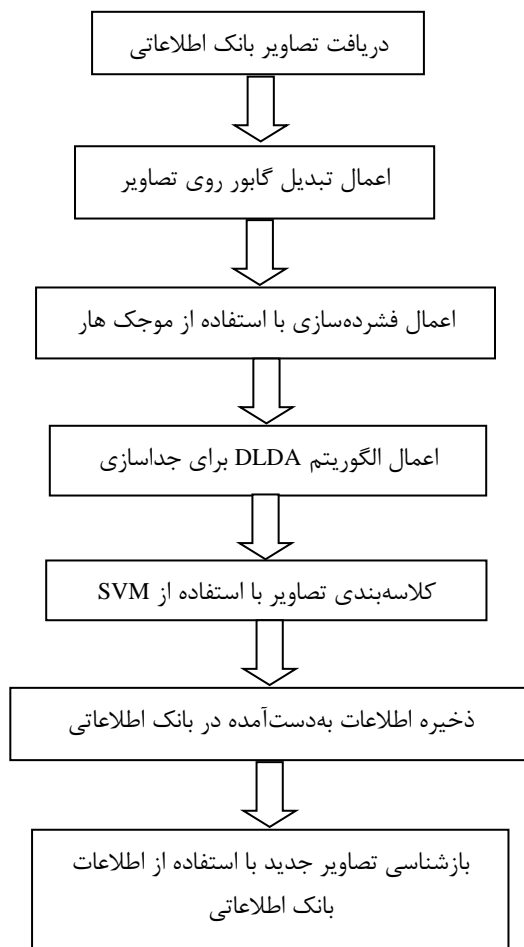 دریافت تصاویر بانک اطلاعاتی
اعمال تبدیل گابور روی تصاویر
اعمال فشرده‌سازی با استفاده از موجک هار
اعمال الگوریتم DLDA برای جداسازی
کلاسه‌بندی تصاویر با استفاده از SVM
ذخیره اطلاعات به‌دست‌آمده در بانک اطلاعاتی
بازشناسی تصاویر جدید با استفاده از اطلاعات
بانک اطلاعاتی